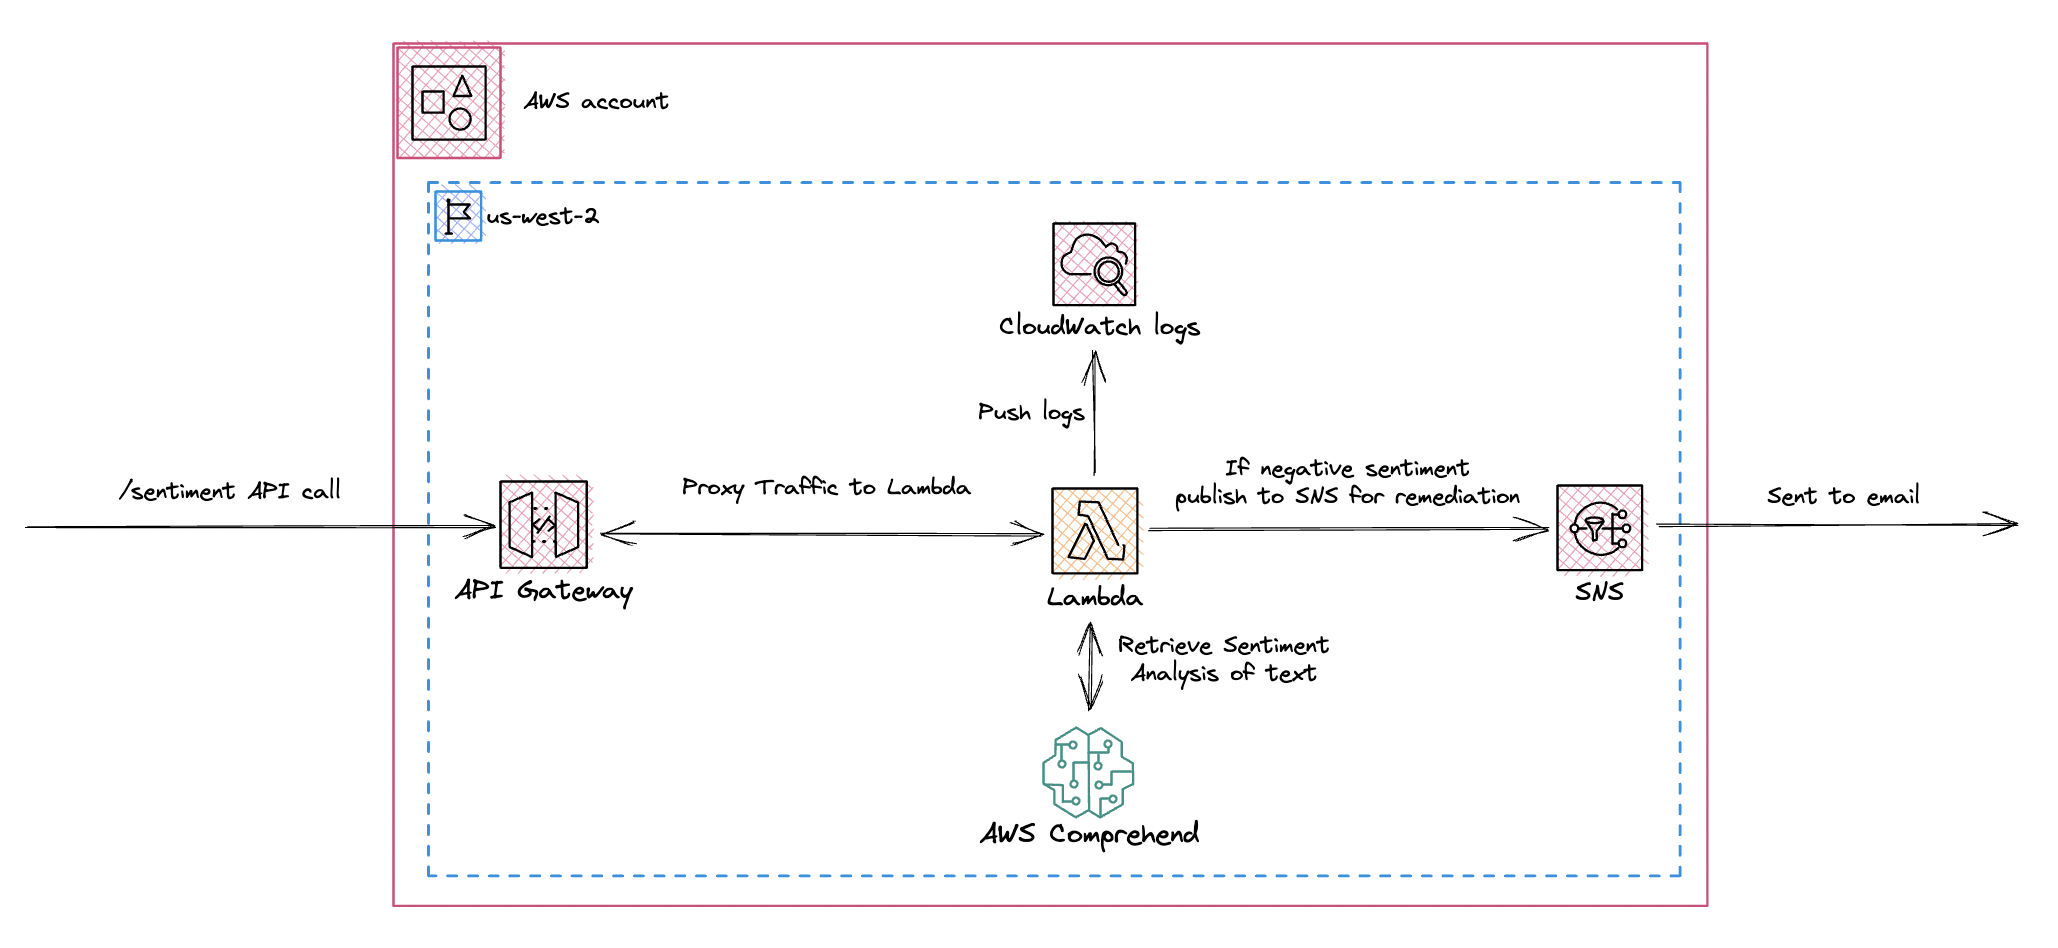 AWS account
us-west-2
CloudWatch logs
Push logs
/sentiment API call
Proxy Traffic to Lambda
If negative sentiment
publish to SNS for remediation
Sent to email
API Gateway
Lambda
SNS
Retrieve Sentiment
Analysis of text
AWS Comprehend